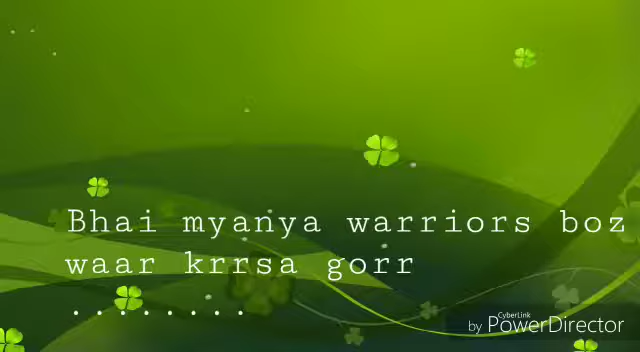 Bhai myanya warriors boz
waar krrsa gorr
........
by CyberLink PowerDirector